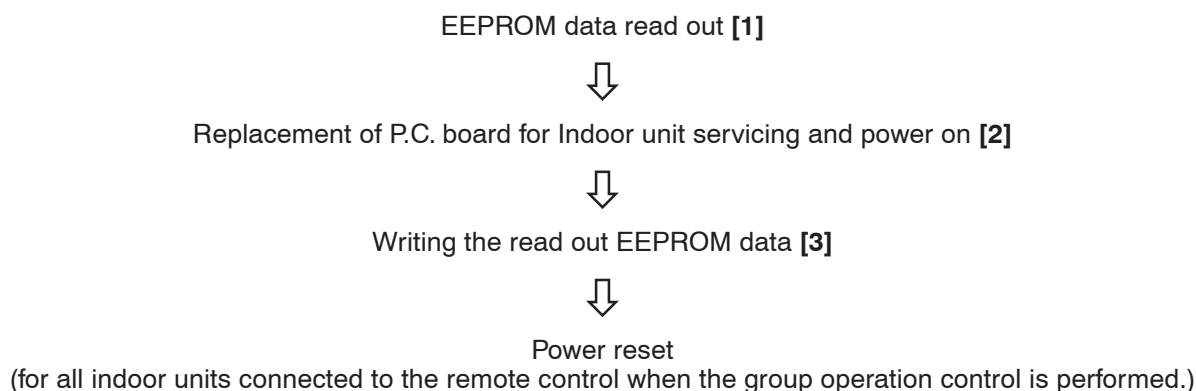 EEPROM data read out [1]
Replacement of P.C. board for Indoor unit servicing and power on [2]
Writing the read out EEPROM data [3]
Power reset
(for all indoor units connected to the remote control when the group operation control is performed.)